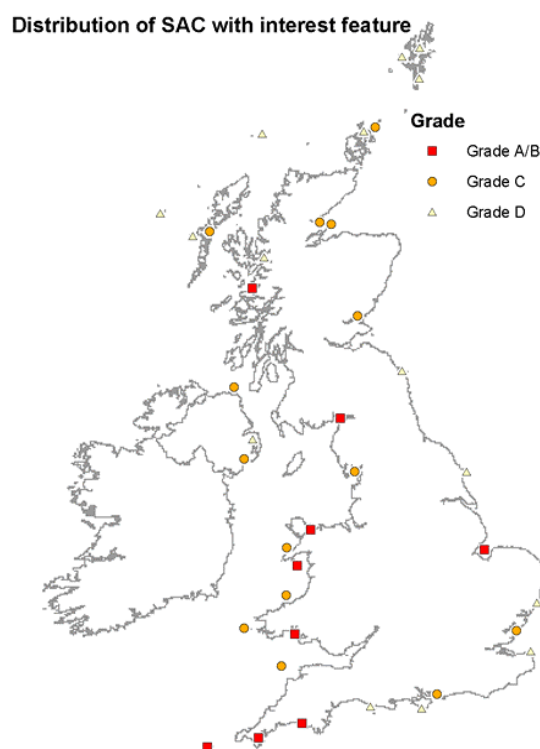 Distribution of SAC with interest feature
Grade
Grade A/B
Grade C
Grade D